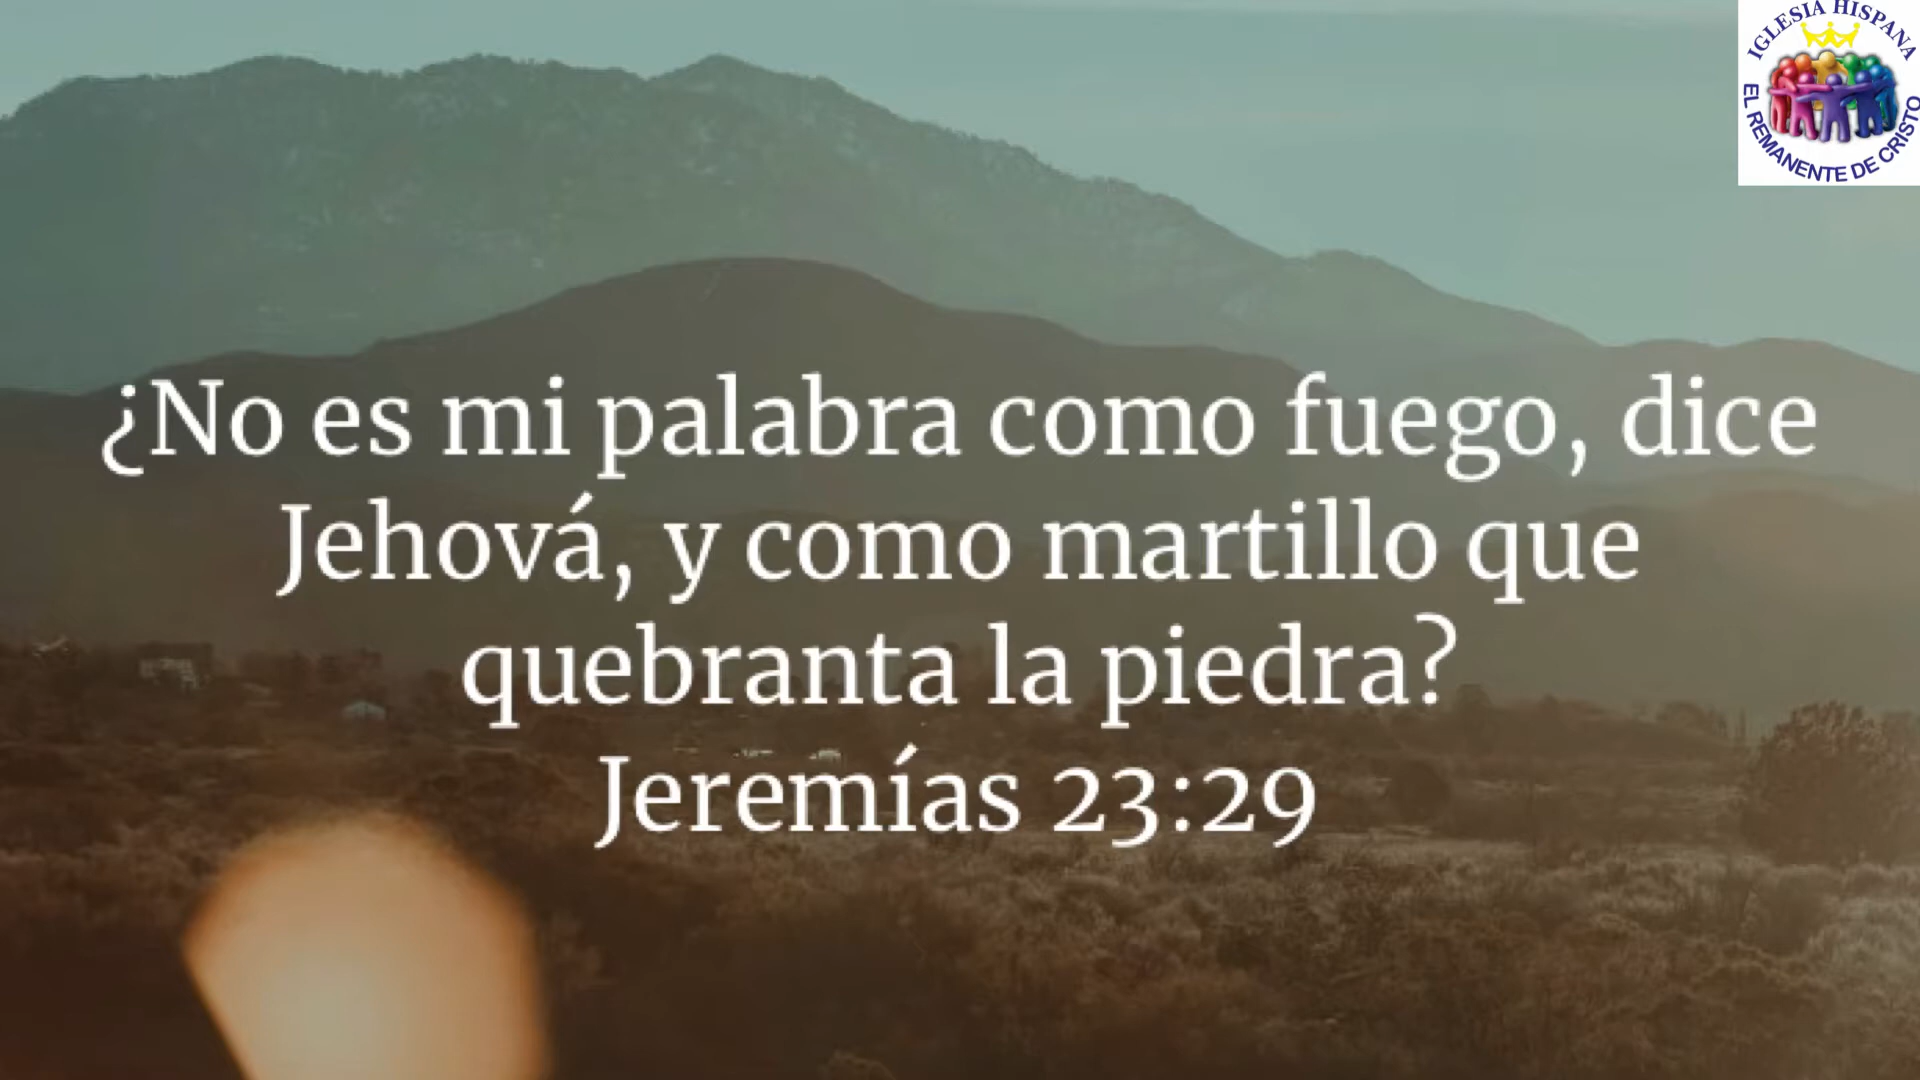 IGLESIA HISPANA
EL REMANENTE DE CRISTO
¿No es mi palabra como fuego, dice
Jehová, y como martillo que
quebranta la piedra?
Jeremías 23:29